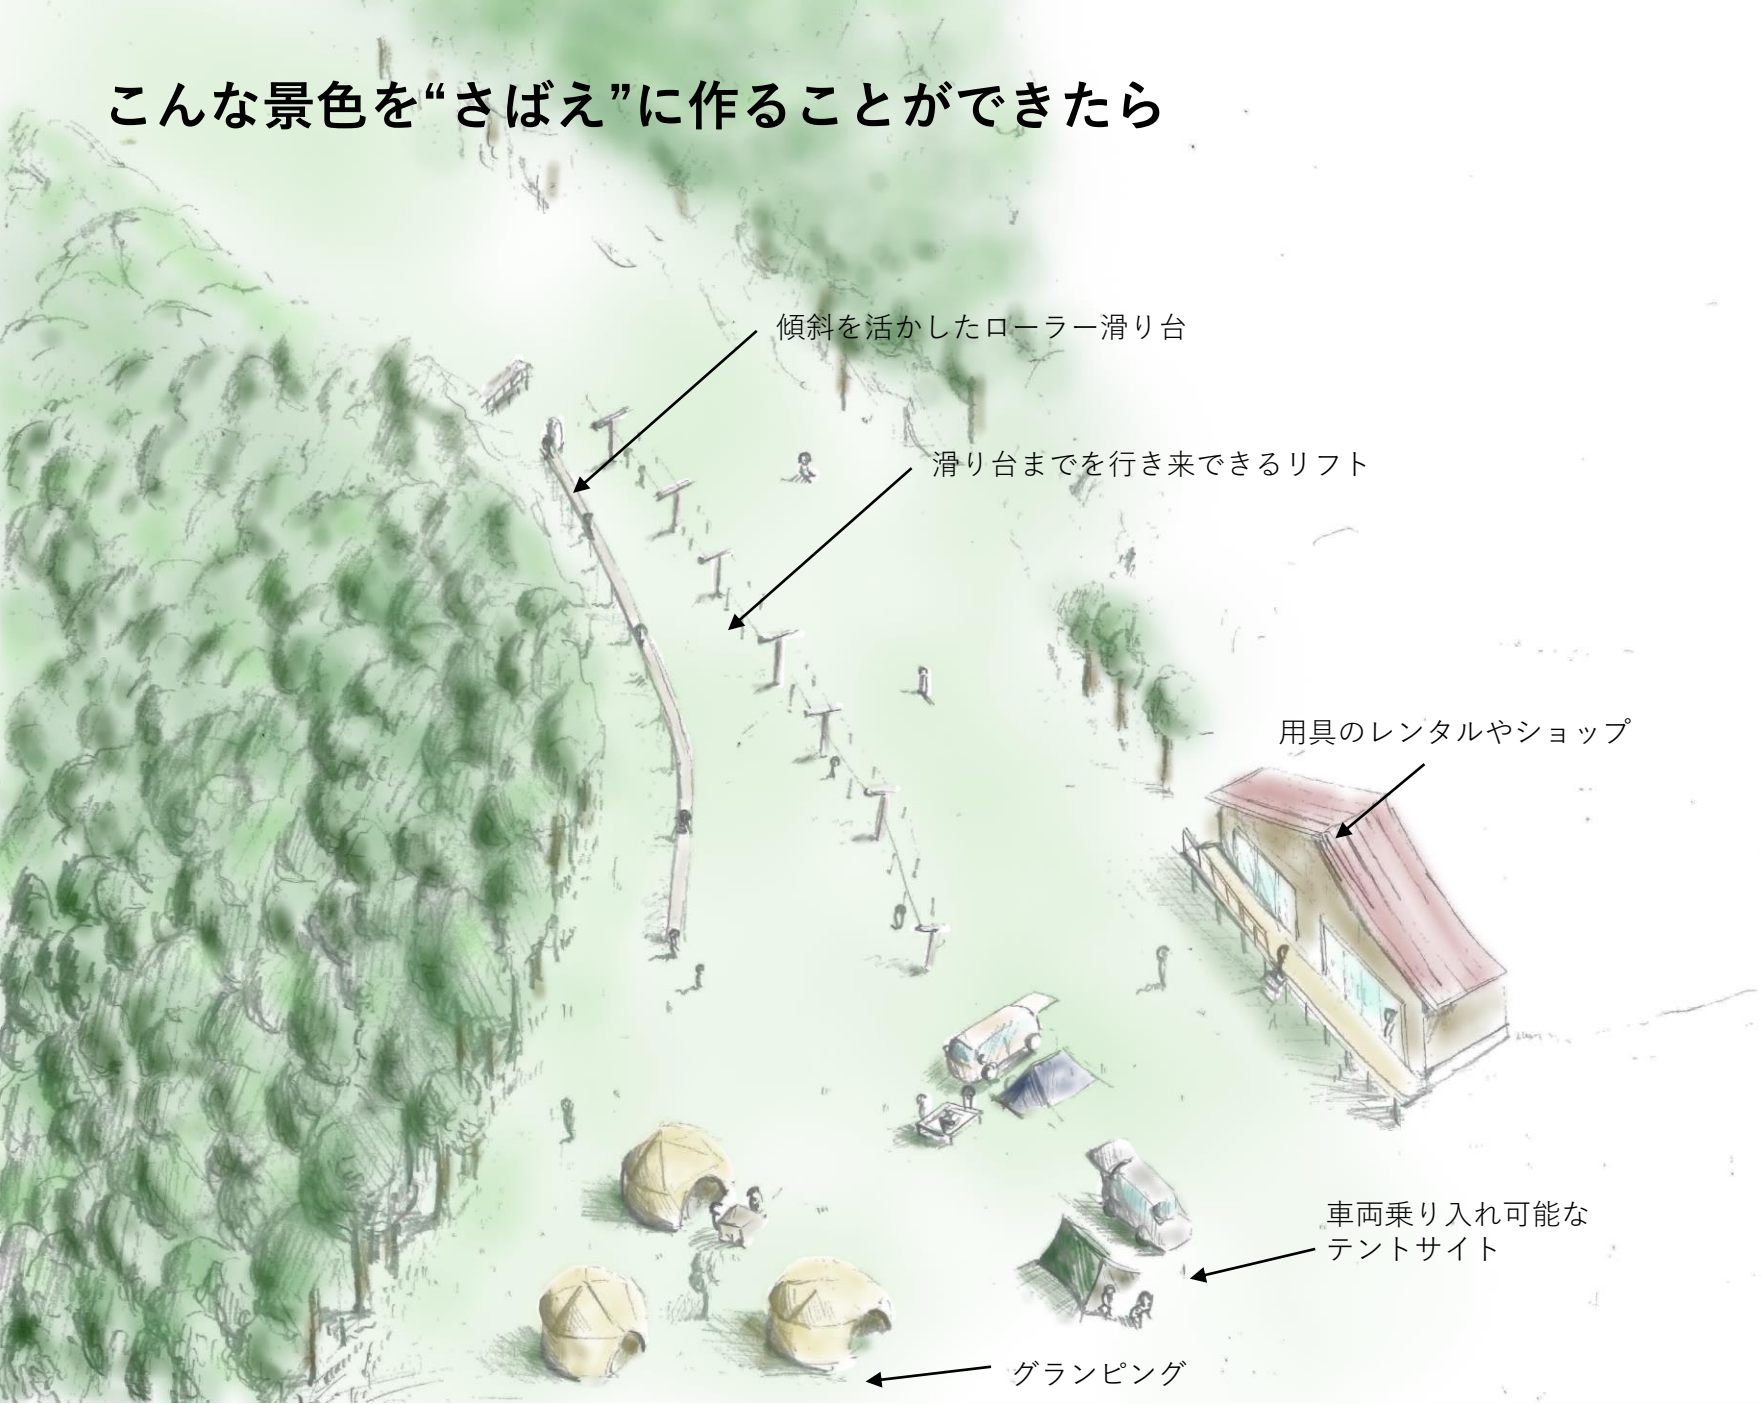 こんな景色を“さばえ”に作ることができたら
傾斜を活かしたローラー滑り台
滑り台までを行き来できるリフト
用具のレンタルやショップ
車両乗り入れ可能な
テントサイト
グランピング